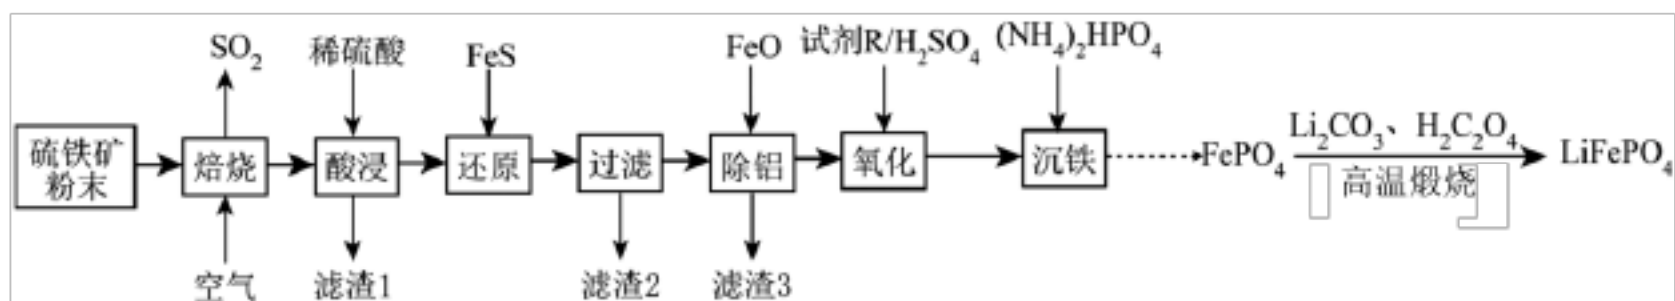 SO₂
稀硫酸
FeS
FeO
试剂R/H₂SO₄
(NH₄)₂HPO₄
硫铁矿
粉末
焙烧
酸浸
还原
过滤
除铝
氧化
沉铁
FePO₄
Li₂CO₃、H₂C₂O₄
高温煅烧
LiFePO₄
空气
滤渣1
滤渣2
滤渣3